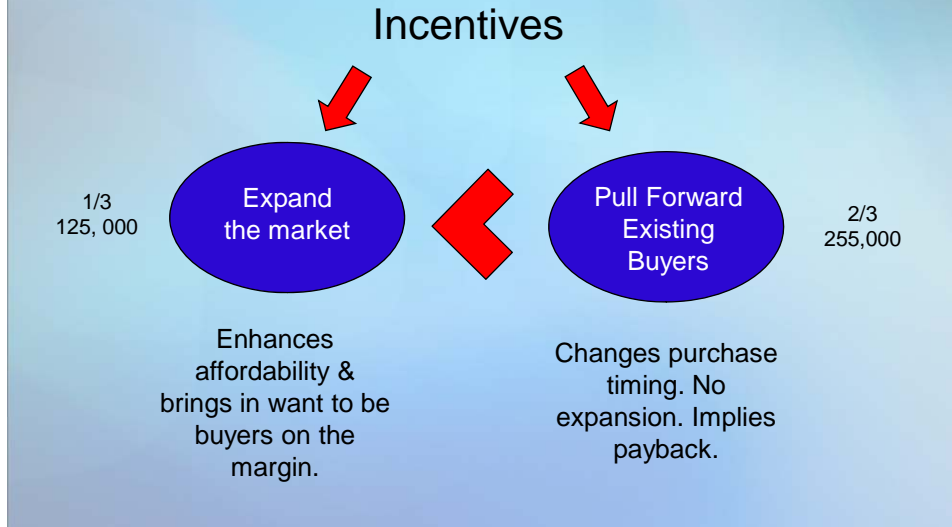 Incentives
1/3
125, 000
Expand
the market
Pull Forward
Existing
Buyers
2/3
255,000
Enhances
affordability &
brings in want to be
buyers on the
margin.
Changes purchase
timing. No
expansion. Implies
payback.